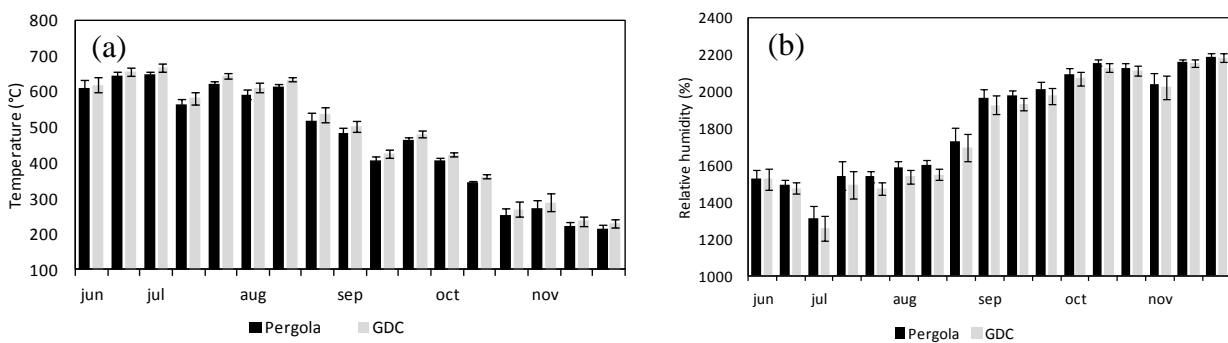 (a)
Temperature (°C)
800
700
600
500
400
300
200
100
jun jul aug sep oct nov
Pergola GDC
(b)
Relative humidity (%)
2400
2200
2000
1800
1600
1400
1200
1000
jun jul aug sep oct nov
Pergola GDC